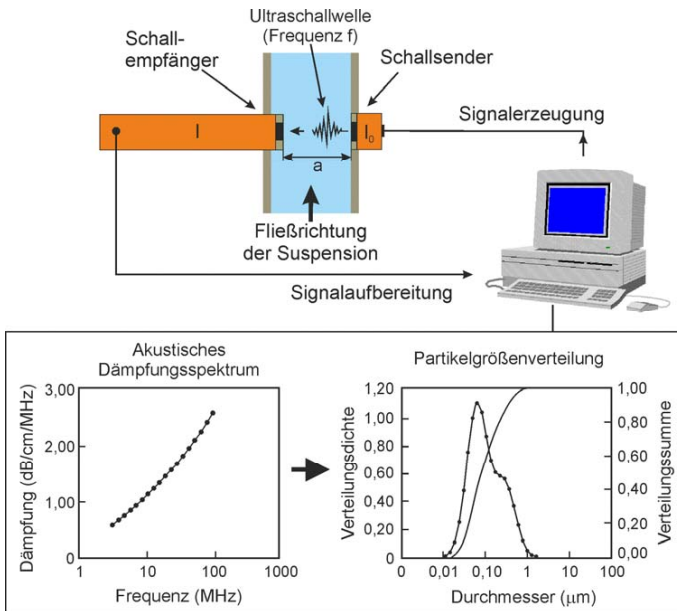 Ultraschallwelle
(Frequenz f)
Schall-
empfänger
Schallsender
Signalerzeugung
I
I0
a
Fließrichtung
der Suspension
Signalaufbereitung
Akustisches
Dämpfungsspektrum
Dämpfung (dB/cm/MHz)
3,00
2,00
1,00
0
1 10 100 1000
Frequenz (MHz)
Partikelgrößenverteilung
Verteilungsdichte
1,20
1,00
0,80
0,60
0,40
0,20
0
0 0,01 0,10 1 10 100
Durchmesser (µm)
1,00
0,80
0,60
0,40
0,20
0,00
Verteilungssumme